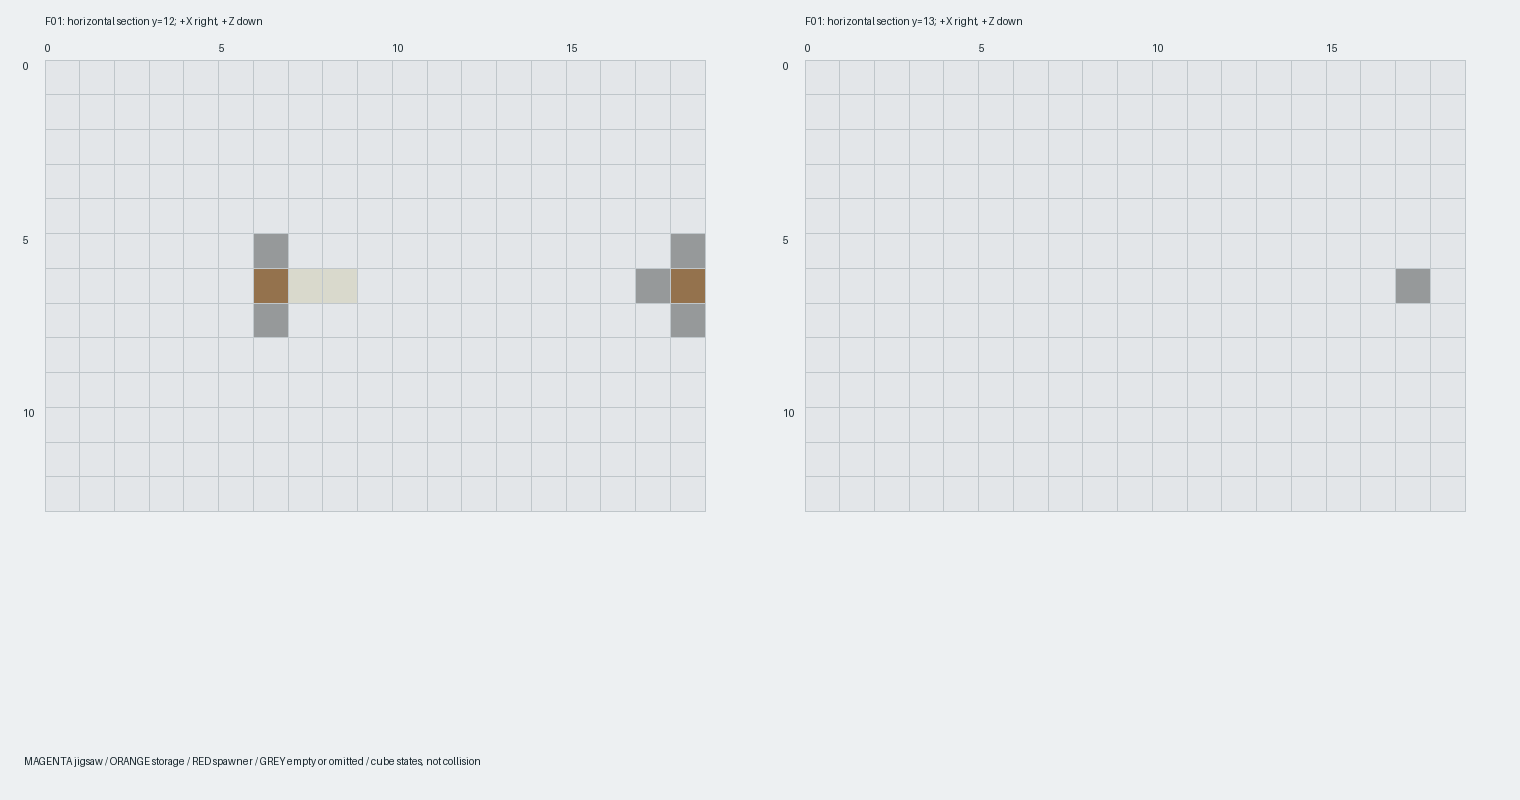 F01: horizontal section y=12; +X right, +Z down
F01: horizontal section y=13; +X right, +Z down
0 5 10 15
0 5 10 15
0
0
5
5
10
10
MAGENTA jigsaw / ORANGE storage / RED spawner / GREY empty or omitted / cube states, not collision